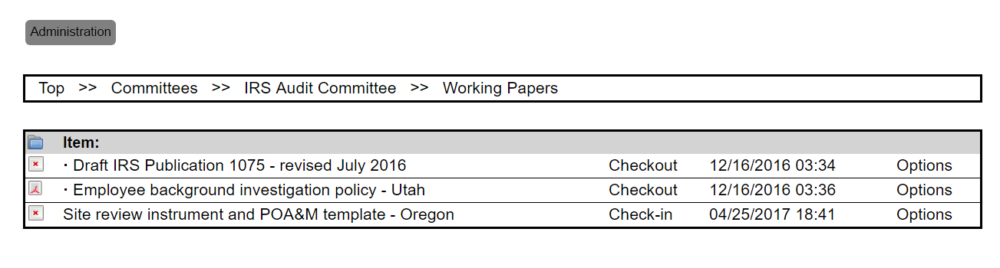 Administration
Top >> Committees >> IRS Audit Committee >> Working Papers
Item:
· Draft IRS Publication 1075 - revised July 2016 Checkout 12/16/2016 03:34 Options
· Employee background investigation policy - Utah Checkout 12/16/2016 03:36 Options
Site review instrument and POA&M template - Oregon Check-in 04/25/2017 18:41 Options